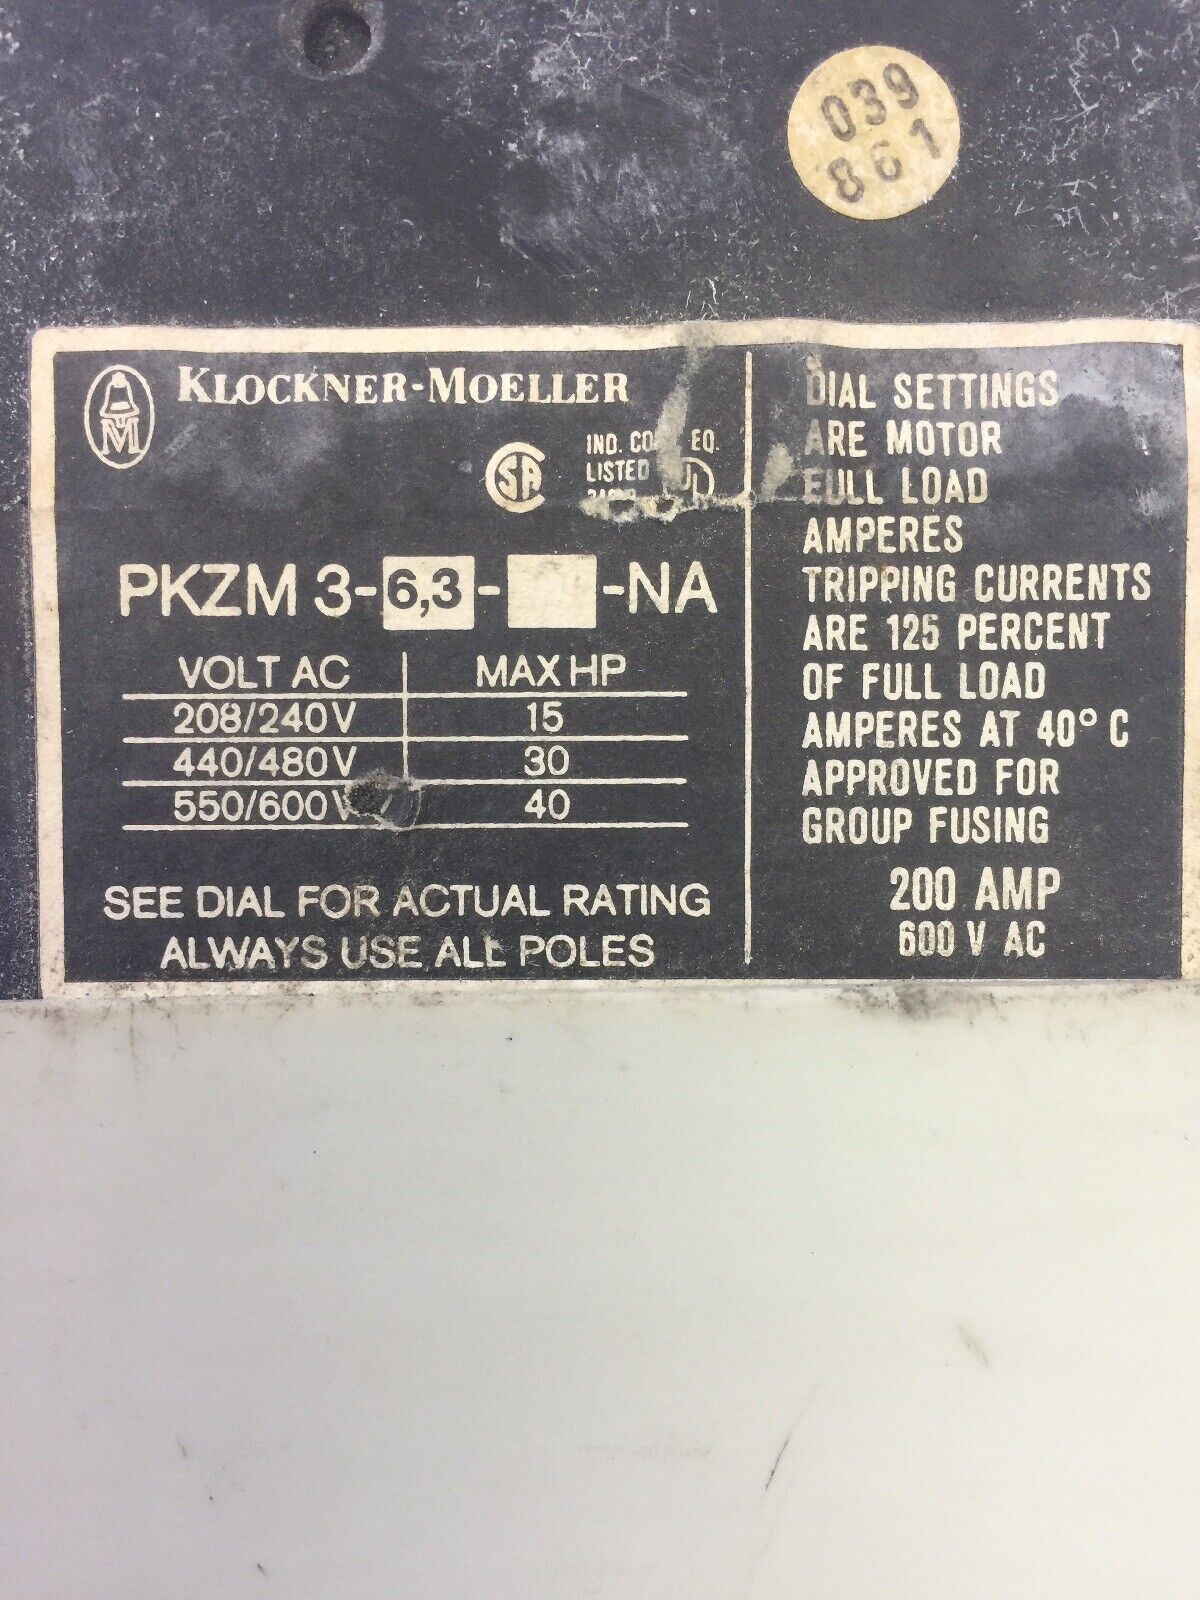 039
861
KLOCKNER-MOELLER
M
SA
IND. EQ.
LISTED
PKZM 3-6,3- -NA
VOLT AC MAX HP
208/240V 15
440/480V 30
550/600V 40
SEE DIAL FOR ACTUAL RATING
ALWAYS USE ALL POLES
DIAL SETTINGS
ARE MOTOR
FULL LOAD
AMPERES
TRIPPING CURRENTS
ARE 125 PERCENT
OF FULL LOAD
AMPERES AT 40° C
APPROVED FOR
GROUP FUSING
200 AMP
600 V AC